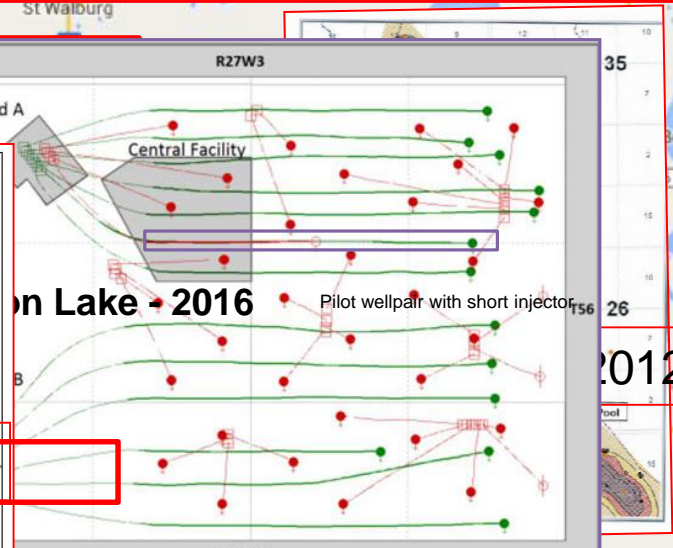 St Walburg
R27W3
35
d A
Central Facility
on Lake - 2016
Pilot wellpair with short injector
T56
26
2012
B
Pool